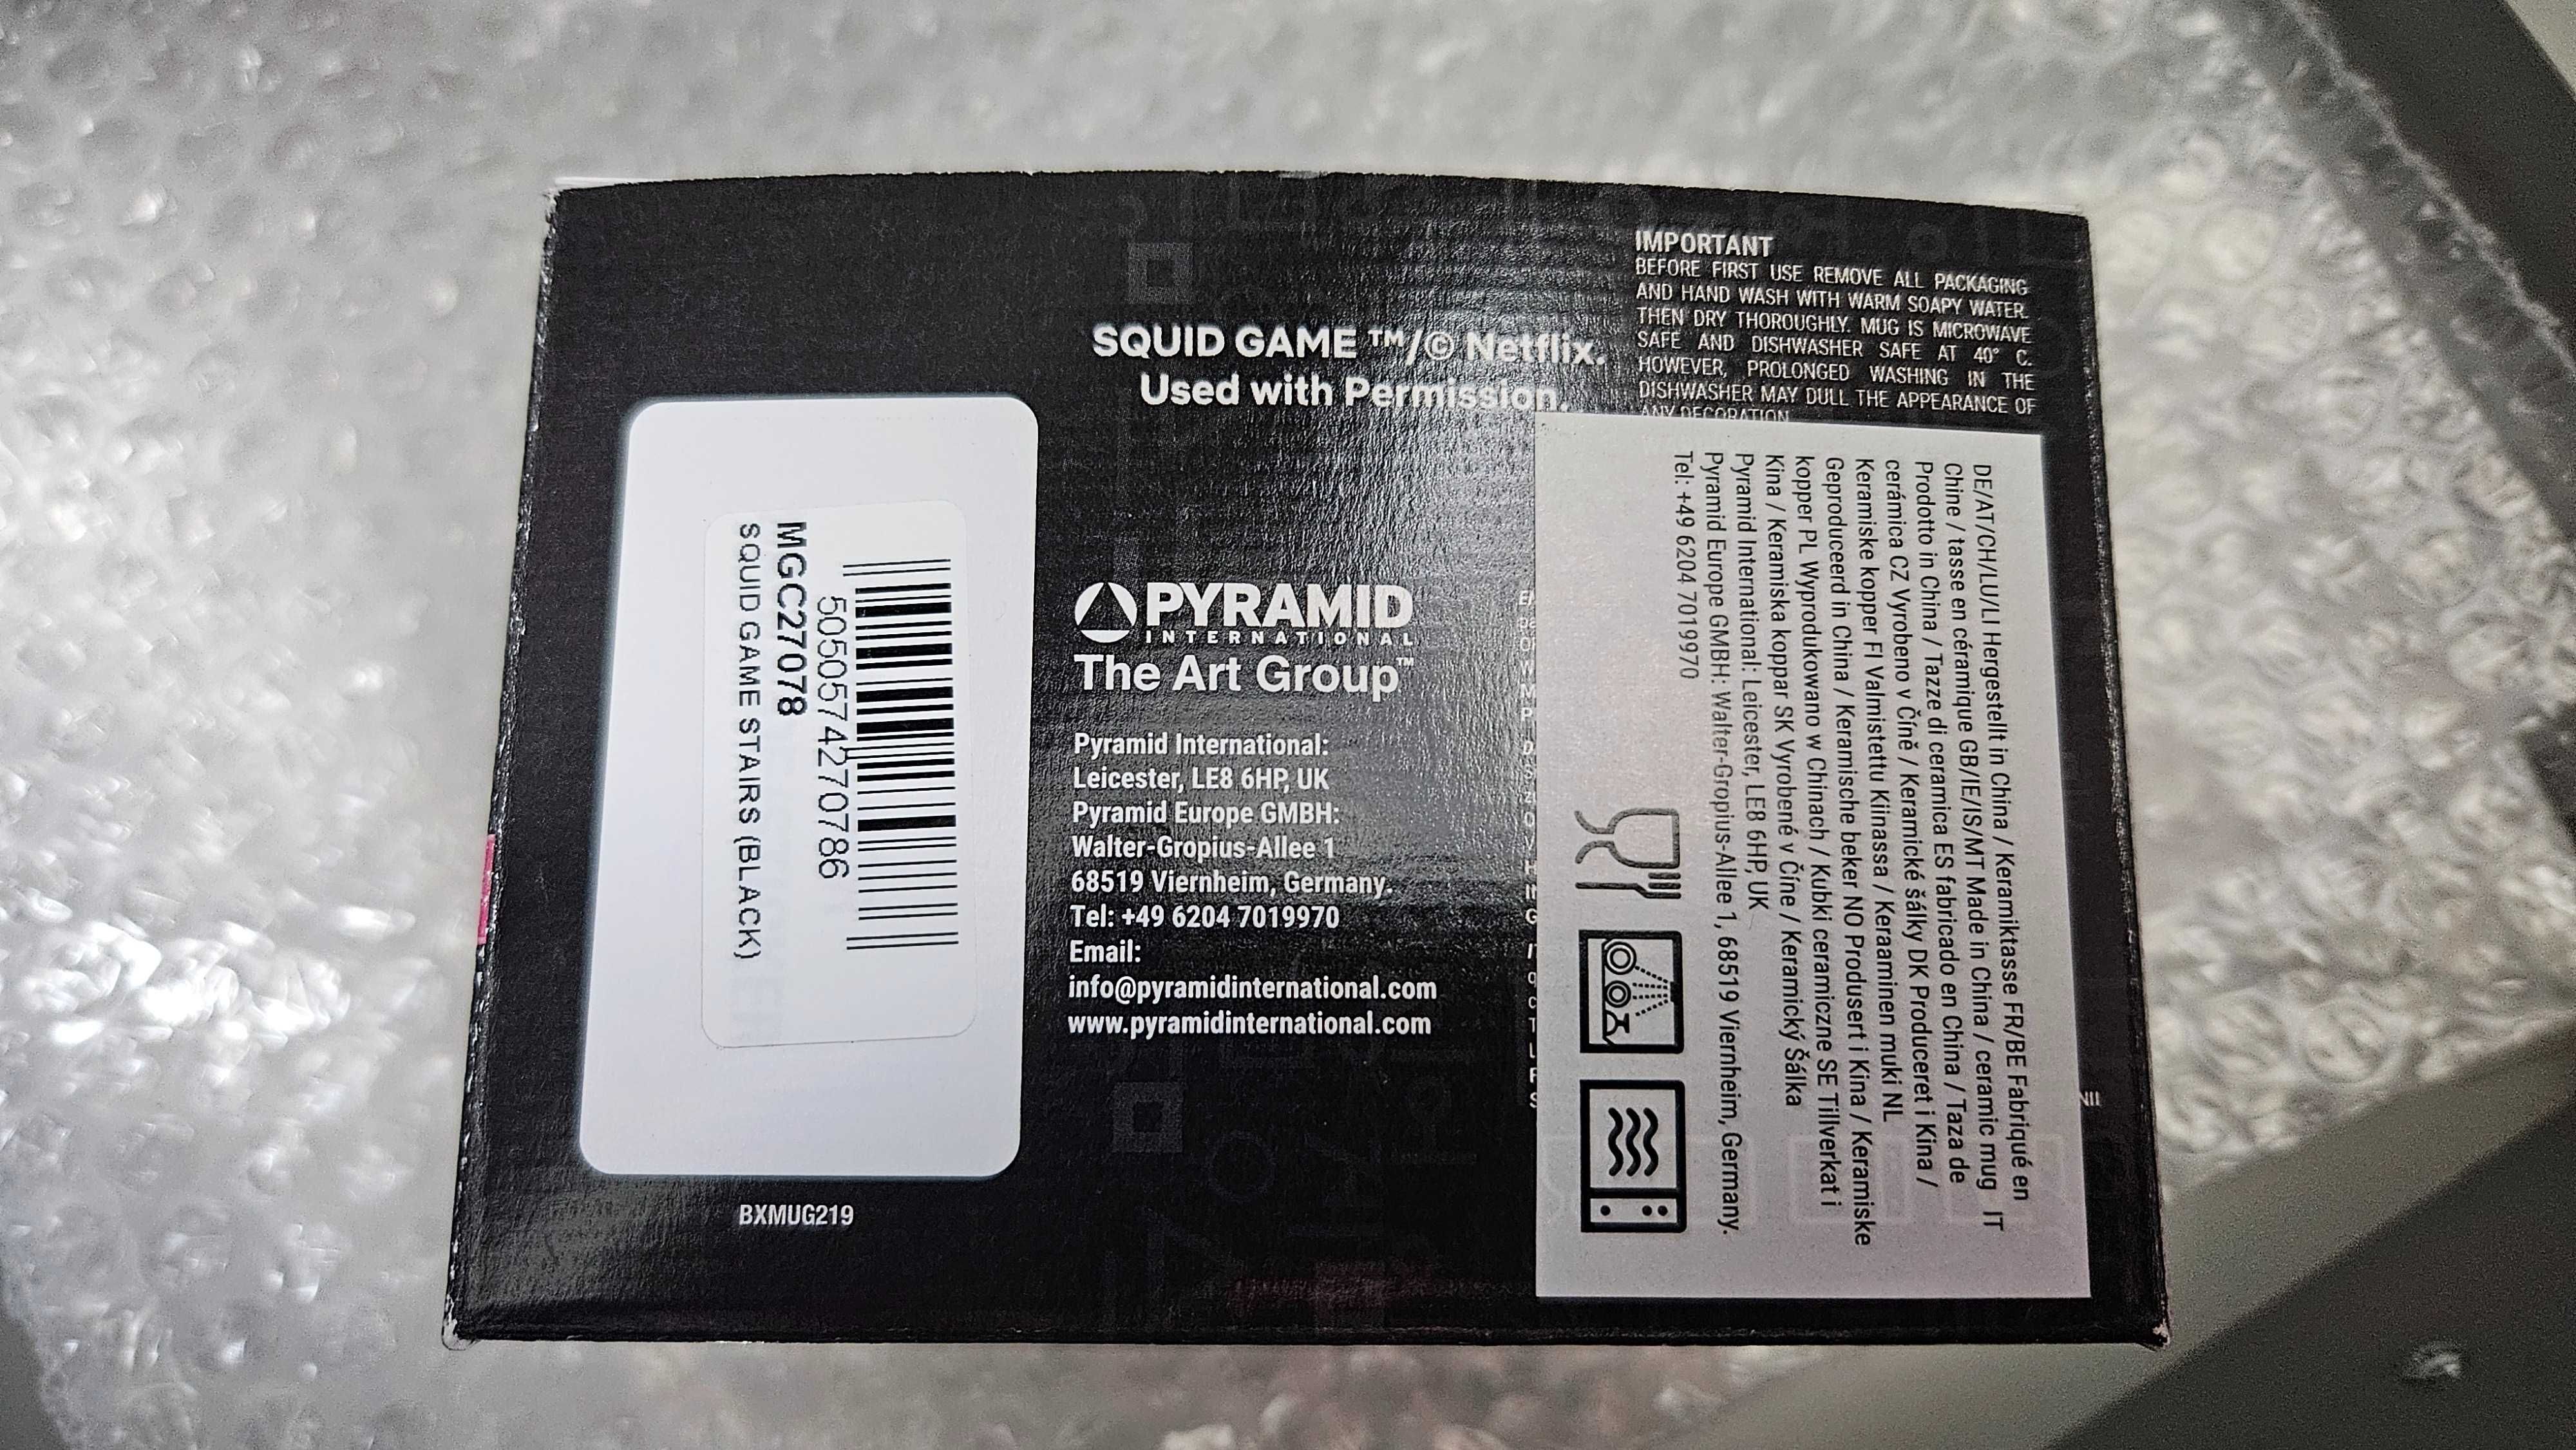 SQUID GAME ™/© Netflix.
Used with Permission.
IMPORTANT
BEFORE FIRST USE REMOVE ALL PACKAGING
AND HAND WASH WITH WARM SOAPY WATER.
THEN DRY THOROUGHLY. MUG IS MICROWAVE
SAFE AND DISHWASHER SAFE AT 40° C.
HOWEVER, PROLONGED WASHING IN THE
DISHWASHER MAY DULL THE APPEARANCE OF
ANY DECORATION
5050574270786
MGC27078
SQUID GAME STAIRS (BLACK)
PYRAMID
INTERNATIONAL
The Art Group™
Pyramid International:
Leicester, LE8 6HP, UK
Pyramid Europe GMBH:
Walter-Gropius-Allee 1
68519 Viernheim, Germany.
Tel: +49 6204 7019970
Email:
info@pyramidinternational.com
www.pyramidinternational.com
BXMUG219
DE/AT/CH/LU/LI Hergestellt in China / Keramiktasse FR/BE Fabriqué en
Chine / tasse en céramique GB/IE/IS/MT Made in China / ceramic mug IT
Prodotto in China / Tazze di ceramica ES fabricado en China / Taza de
cerámica CZ Vyrobeno v Číně / Keramické šálky DK Produceret i Kina /
Keramiske kopper FI Valmistettu Kiinassa / Keraaminen muki NL
Geproduceerd in China / Keramische beker NO Produsert i Kina / Keramiske
kopper PL Wyprodukowano w Chinach / Kubki ceramiczne SE Tillverkat i
Kina / Keramiska koppar SK Vyrobené v Číne / Keramický Šálka
Pyramid International: Leicester, LE8 6HP, UK
Pyramid Europe GMBH: Walter-Gropius-Allee 1, 68519 Viernheim, Germany.
Tel: +49 6204 7019970